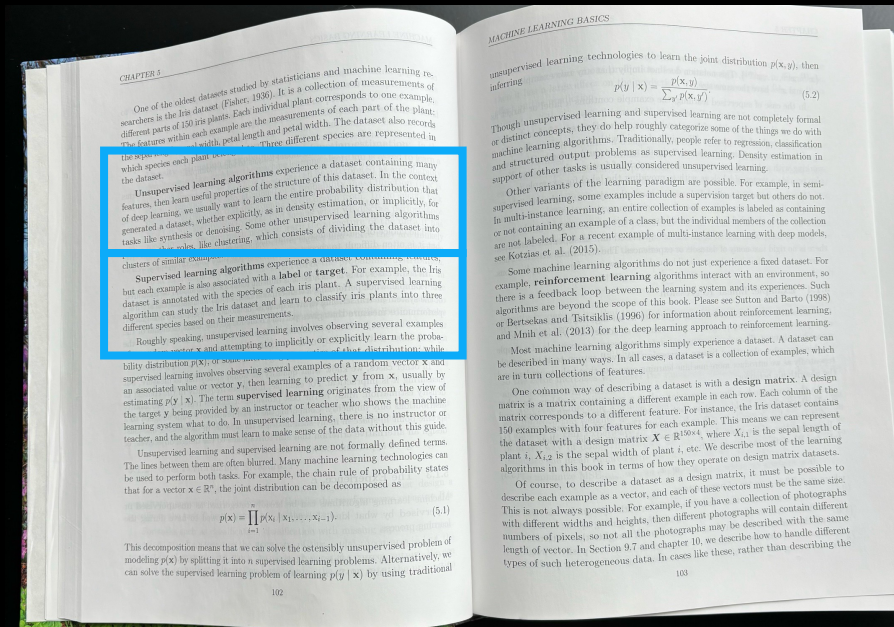 CHAPTER 5
One of the oldest datasets studied by statisticians and machine learning re-
searchers is the Iris dataset (Fisher, 1936). It is a collection of measurements of
different parts of 150 iris plants. Each individual plant corresponds to one example.
The features within each example are the measurements of each part of the plant:
the sepal width, petal length and petal width. The dataset also records
which species each plant Three different species are represented in
the dataset.
Unsupervised learning algorithms experience a dataset containing many
features, then learn useful properties of the structure of this dataset. In the context
of deep learning, we usually want to learn the entire probability distribution that
generated a dataset, whether explicitly, as in density estimation, or implicitly, for
tasks like synthesis or denoising. Some other unsupervised learning algorithms
roles, like clustering, which consists of dividing the dataset into
clusters of similar
Supervised learning algorithms experience a dataset containing features,
but each example is also associated with a label or target. For example, the Iris
dataset is annotated with the species of each iris plant. A supervised learning
algorithm can study the Iris dataset and learn to classify iris plants into three
different species based on their measurements.
Roughly speaking, unsupervised learning involves observing several examples
vector x and attempting to implicitly or explicitly learn the proba-
bility distribution p(x), or some of that distribution; while
supervised learning involves observing several examples of a random vector x and
an associated value or vector y, then learning to predict y from x, usually by
estimating p(y | x). The term supervised learning originates from the view of
the target y being provided by an instructor or teacher who shows the machine
learning system what to do. In unsupervised learning, there is no instructor or
teacher, and the algorithm must learn to make sense of the data without this guide.
Unsupervised learning and supervised learning are not formally defined terms.
The lines between them are often blurred. Many machine learning technologies can
be used to perform both tasks. For example, the chain rule of probability states
that for a vector x ∈ ℝⁿ, the joint distribution can be decomposed as
p(x) = ∏ⁿᵢ₌₁ p(xᵢ | x₁, . . . , xᵢ₋₁). (5.1)
This decomposition means that we can solve the ostensibly unsupervised problem of
modeling p(x) by splitting it into n supervised learning problems. Alternatively, we
can solve the supervised learning problem of learning p(y | x) by using traditional
102
MACHINE LEARNING BASICS
unsupervised learning technologies to learn the joint distribution p(x, y), then
inferring
p(y | x) = p(x, y) / ∑y′ p(x, y′). (5.2)
Though unsupervised learning and supervised learning are not completely formal
or distinct concepts, they do help roughly categorize some of the things we do with
machine learning algorithms. Traditionally, people refer to regression, classification
and structured output problems as supervised learning. Density estimation in
support of other tasks is usually considered unsupervised learning.
Other variants of the learning paradigm are possible. For example, in semi-
supervised learning, some examples include a supervision target but others do not.
In multi-instance learning, an entire collection of examples is labeled as containing
or not containing an example of a class, but the individual members of the collection
are not labeled. For a recent example of multi-instance learning with deep models,
see Kotzias et al. (2015).
Some machine learning algorithms do not just experience a fixed dataset. For
example, reinforcement learning algorithms interact with an environment, so
there is a feedback loop between the learning system and its experiences. Such
algorithms are beyond the scope of this book. Please see Sutton and Barto (1998)
or Bertsekas and Tsitsiklis (1996) for information about reinforcement learning,
and Mnih et al. (2013) for the deep learning approach to reinforcement learning.
Most machine learning algorithms simply experience a dataset. A dataset can
be described in many ways. In all cases, a dataset is a collection of examples, which
are in turn collections of features.
One common way of describing a dataset is with a design matrix. A design
matrix is a matrix containing a different example in each row. Each column of the
matrix corresponds to a different feature. For instance, the Iris dataset contains
150 examples with four features for each example. This means we can represent
the dataset with a design matrix X ∈ ℝ¹⁵⁰ˣ⁴, where Xᵢ,₁ is the sepal length of
plant i, Xᵢ,₂ is the sepal width of plant i, etc. We describe most of the learning
algorithms in this book in terms of how they operate on design matrix datasets.
Of course, to describe a dataset as a design matrix, it must be possible to
describe each example as a vector, and each of these vectors must be the same size.
This is not always possible. For example, if you have a collection of photographs
with different widths and heights, then different photographs will contain different
numbers of pixels, so not all the photographs may be described with the same
length of vector. In Section 9.7 and chapter 10, we describe how to handle different
types of such heterogeneous data. In cases like these, rather than describing the
103